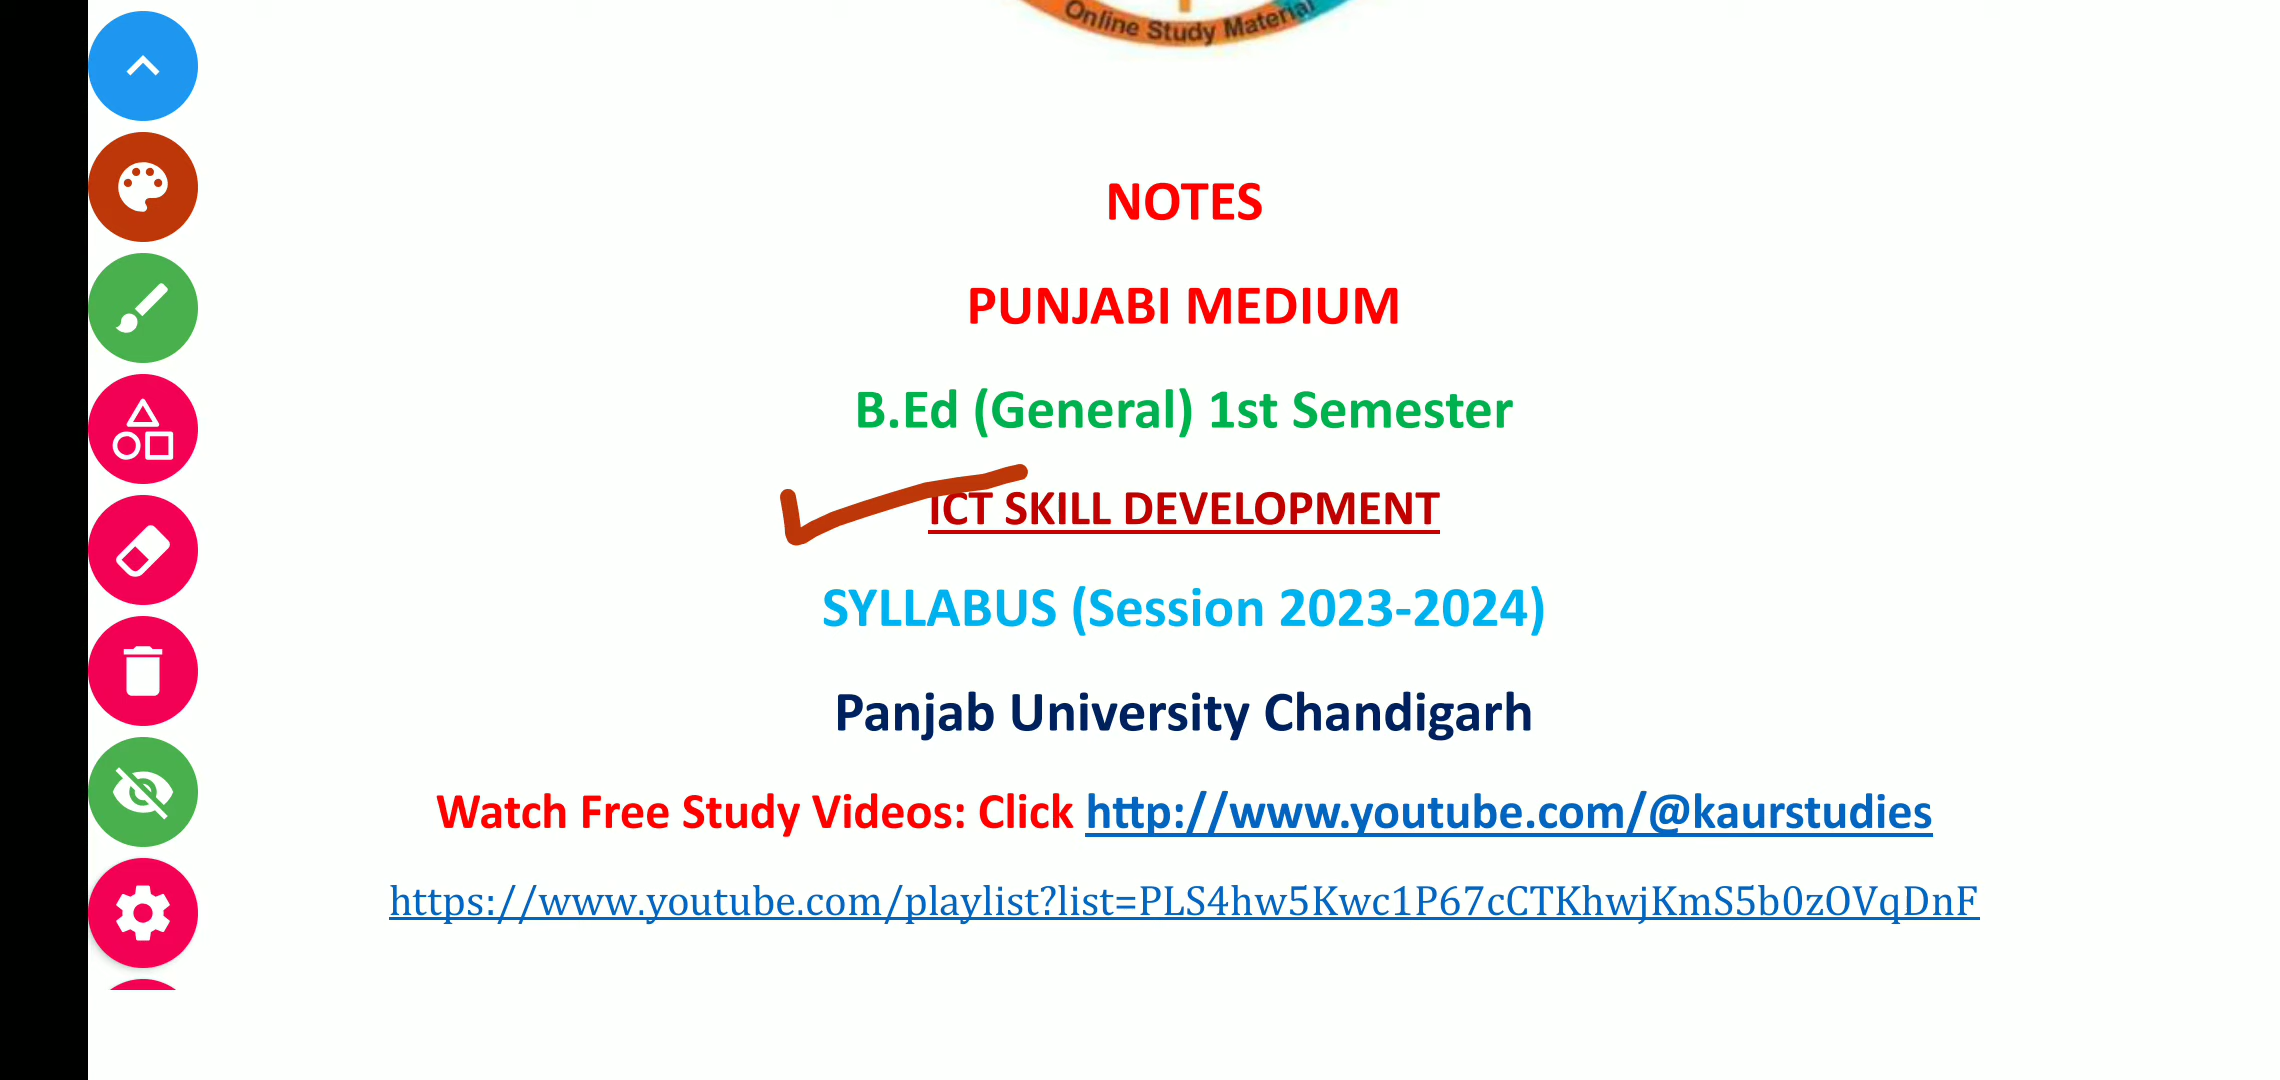 Online Study Material
NOTES
PUNJABI MEDIUM
B.Ed (General) 1st Semester
ICT SKILL DEVELOPMENT
SYLLABUS (Session 2023-2024)
Panjab University Chandigarh
Watch Free Study Videos: Click http://www.youtube.com/@kaurstudies
https://www.youtube.com/playlist?list=PLS4hw5Kwc1P67cCTKhwjKmS5b0zOVqDnF